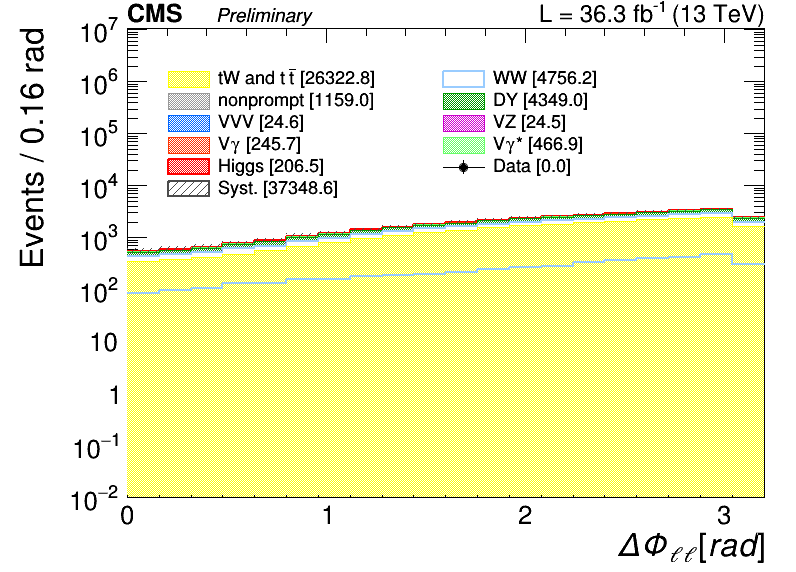 CMS Preliminary L = 36.3 fb⁻¹ (13 TeV)
Events / 0.16 rad
10⁷
10⁶
10⁵
10⁴
10³
10²
10
1
10⁻¹
10⁻²
tW and tt̅ [26322.8] WW [4756.2]
nonprompt [1159.0] DY [4349.0]
VVV [24.6] VZ [24.5]
Vγ [245.7] Vγ* [466.9]
Higgs [206.5] Data [0.0]
Syst. [37348.6]
0 1 2 3
ΔΦℓℓ[rad]